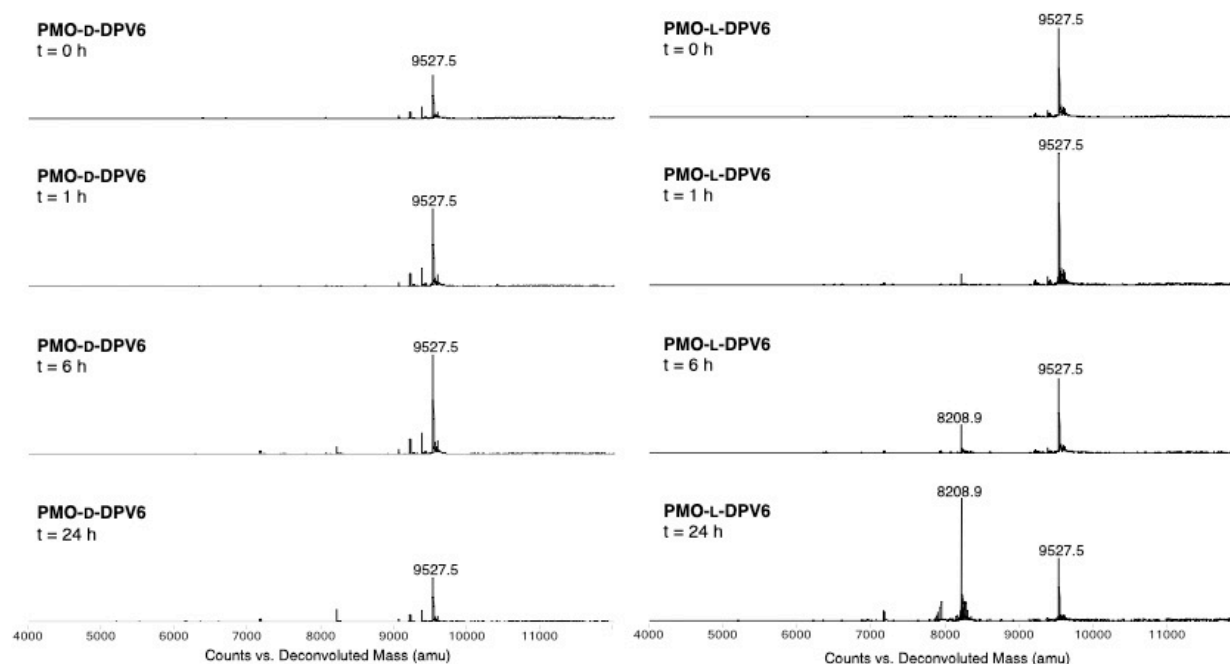 PMO-D-DPV6
t = 0 h
9527.5
PMO-D-DPV6
t = 1 h
9527.5
PMO-D-DPV6
t = 6 h
9527.5
PMO-D-DPV6
t = 24 h
9527.5
4000 5000 6000 7000 8000 9000 10000 11000
Counts vs. Deconvoluted Mass (amu)
PMO-L-DPV6
t = 0 h
9527.5
PMO-L-DPV6
t = 1 h
9527.5
PMO-L-DPV6
t = 6 h
9527.5
8208.9
PMO-L-DPV6
t = 24 h
8208.9
9527.5
4000 5000 6000 7000 8000 9000 10000 11000
Counts vs. Deconvoluted Mass (amu)